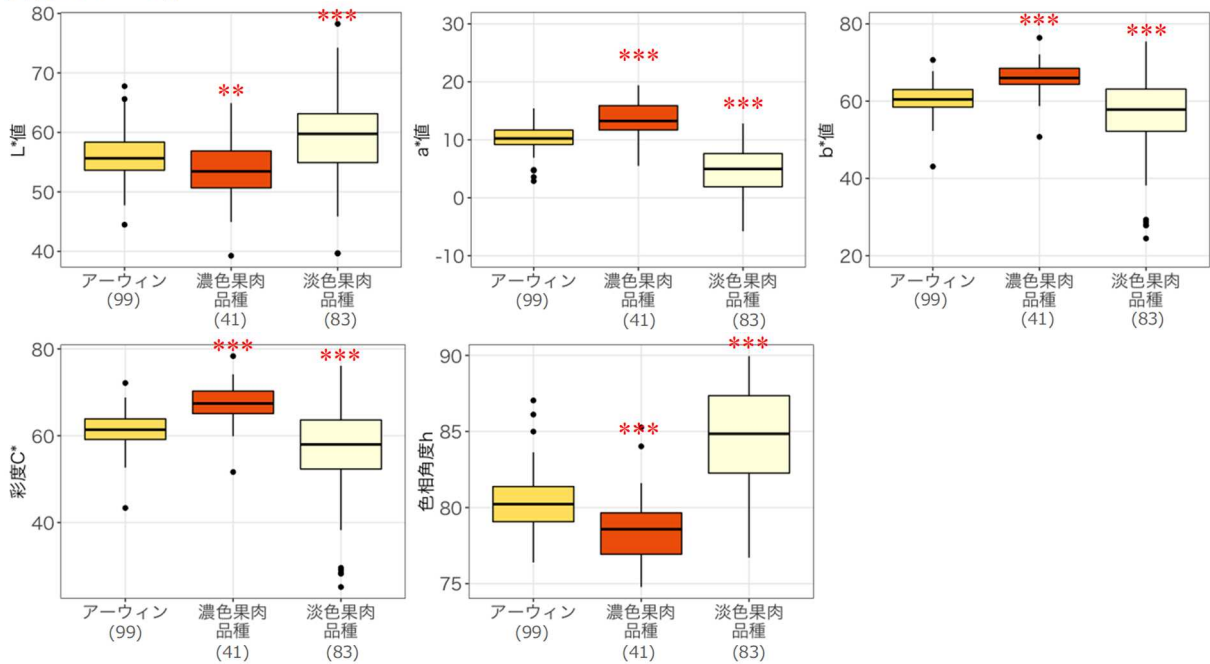 80
70
60
50
40
L*値
***
**
アーウィン
(99)
濃色果肉
品種
(41)
淡色果肉
品種
(83)
30
20
10
0
-10
a*値
***
***
アーウィン
(99)
濃色果肉
品種
(41)
淡色果肉
品種
(83)
80
60
40
20
b*値
***
***
アーウィン
(99)
濃色果肉
品種
(41)
淡色果肉
品種
(83)
80
60
40
彩度C*
***
***
アーウィン
(99)
濃色果肉
品種
(41)
淡色果肉
品種
(83)
90
85
80
75
色相角度h
***
***
アーウィン
(99)
濃色果肉
品種
(41)
淡色果肉
品種
(83)